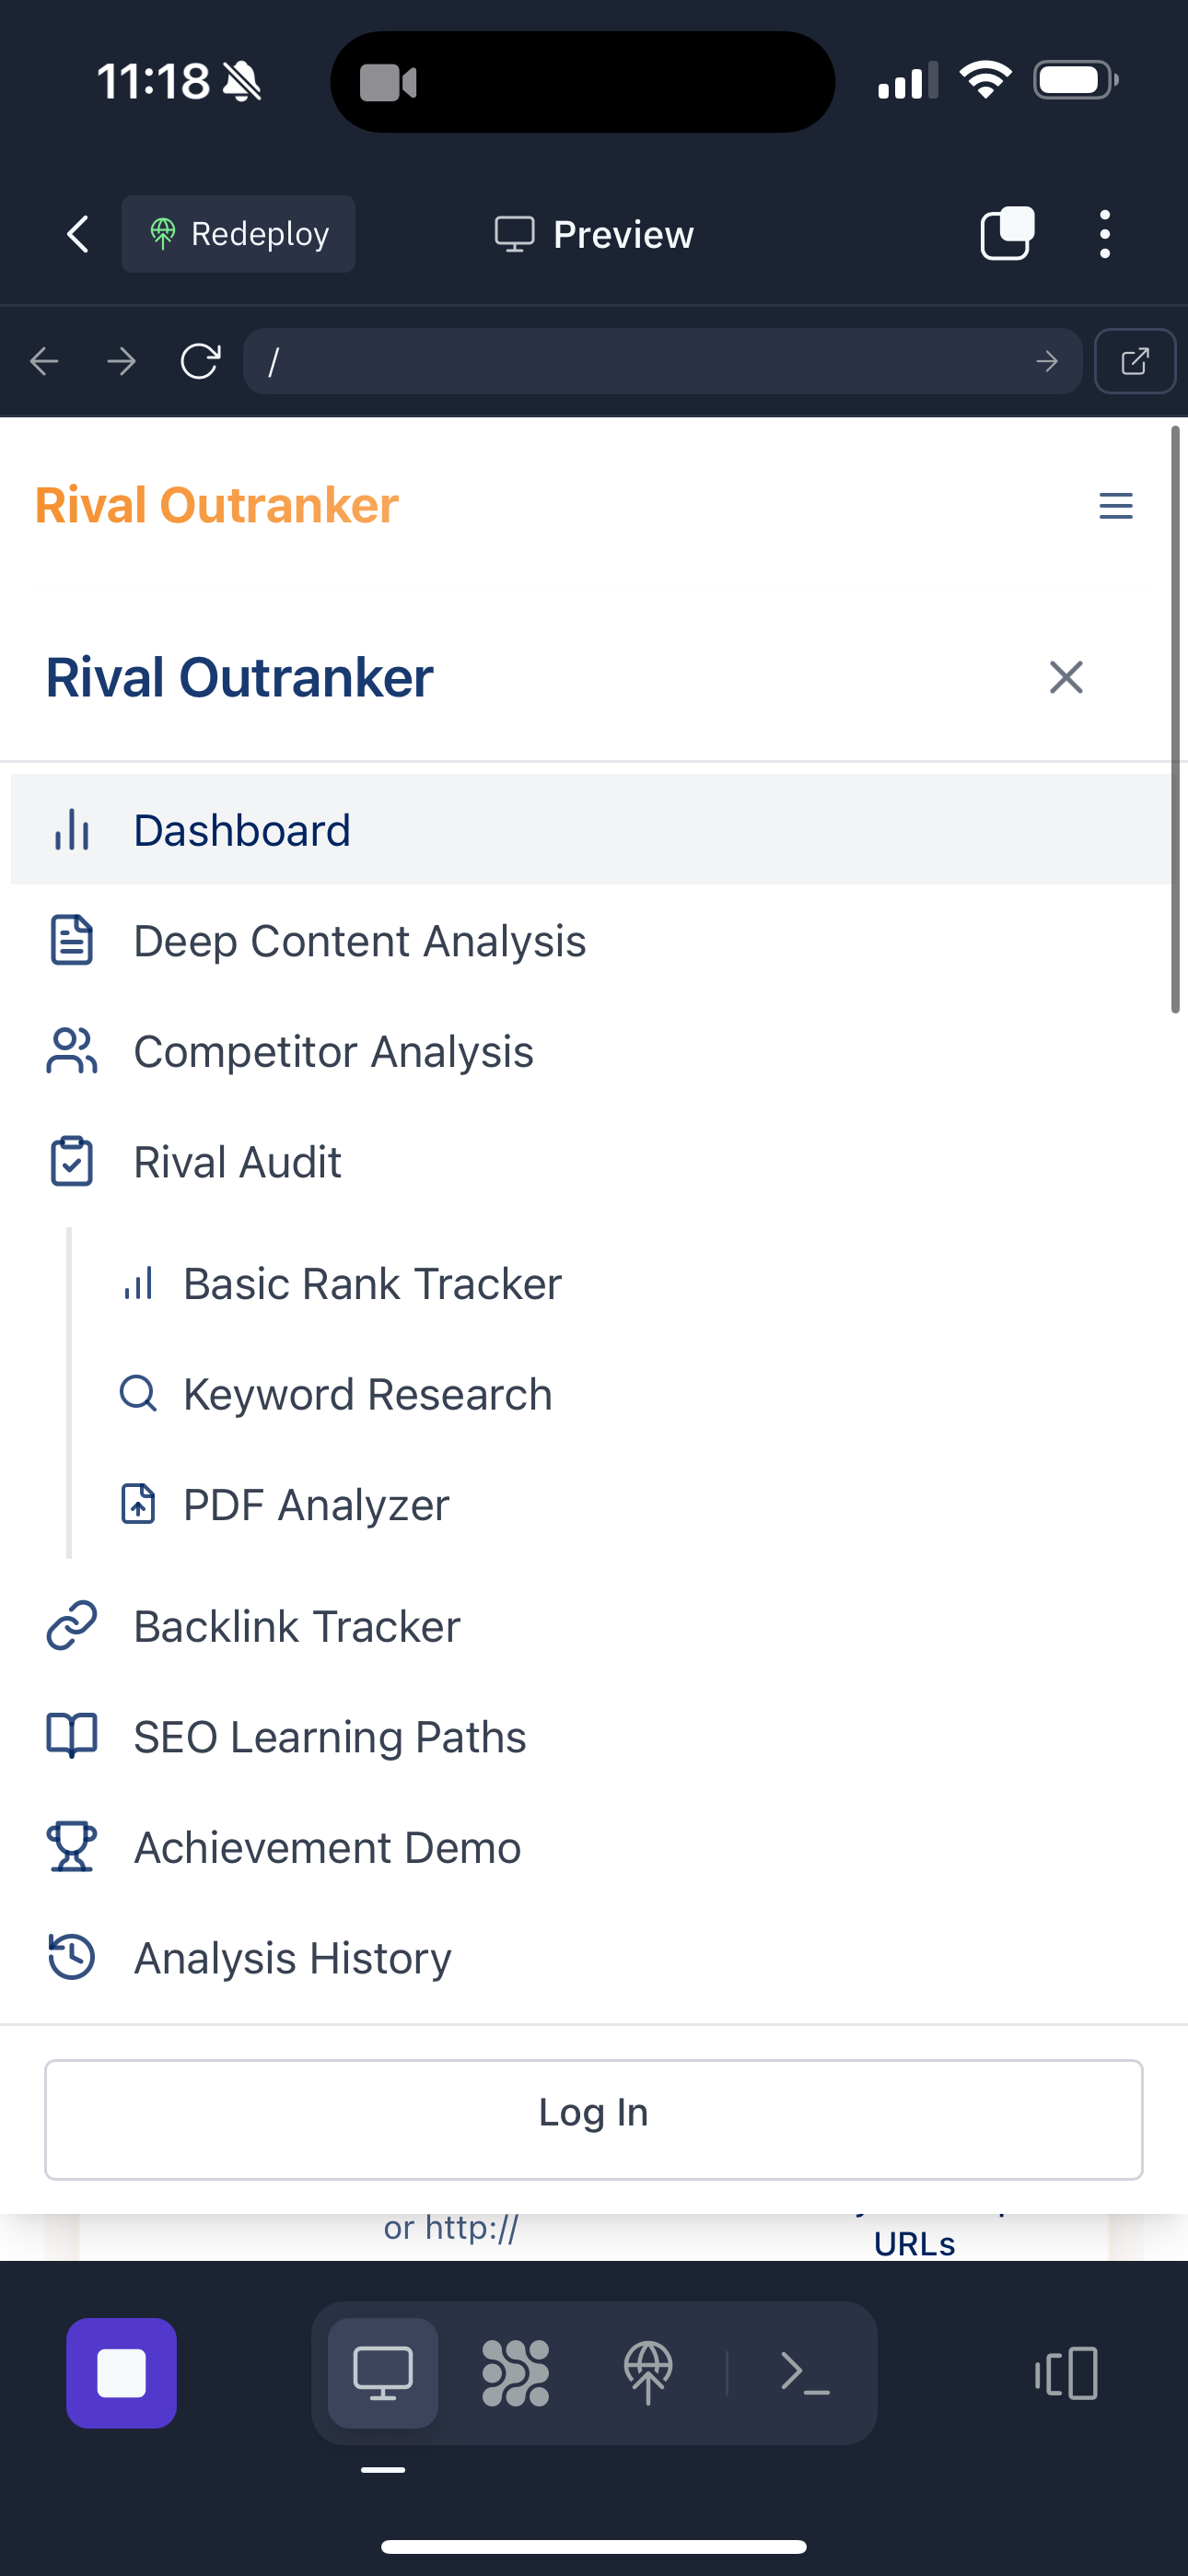 11:18
Redeploy
Preview
/
Rival Outranker
Rival Outranker
Dashboard
Deep Content Analysis
Competitor Analysis
Rival Audit
Basic Rank Tracker
Keyword Research
PDF Analyzer
Backlink Tracker
SEO Learning Paths
Achievement Demo
Analysis History
Log In
or http://
URLs